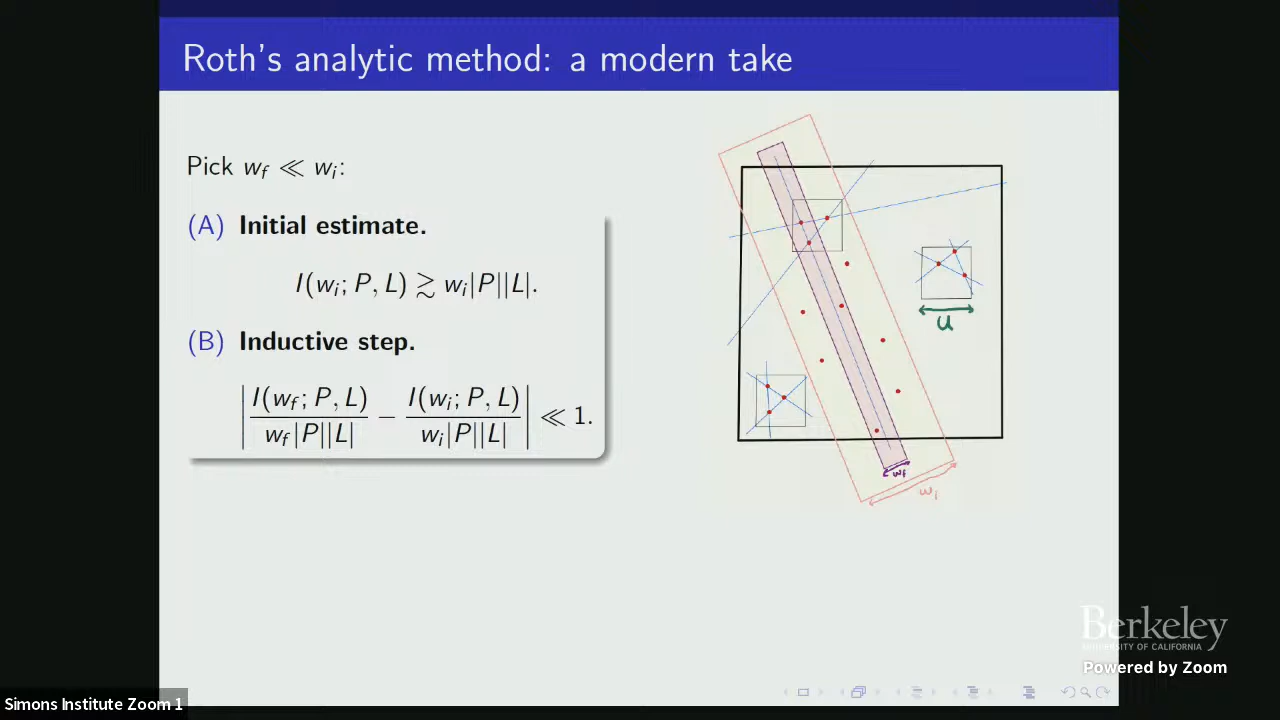 Roth's analytic method: a modern take
Pick w_f ≪ w_i:
(A) Initial estimate.
I(w_i; P, L) ≳ w_i|P||L|.
(B) Inductive step.
| I(w_f; P, L) / w_f|P||L| − I(w_i; P, L) / w_i|P||L| | ≪ 1.
u
w_f
w_i
Berkeley
UNIVERSITY OF CALIFORNIA
Powered by Zoom
Simons Institute Zoom 1